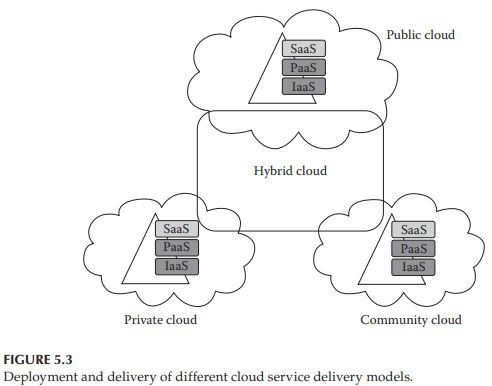 Public cloud
SaaS
PaaS
IaaS
Hybrid cloud
SaaS
PaaS
IaaS
Private cloud
SaaS
PaaS
IaaS
Community cloud
FIGURE 5.3
Deployment and delivery of different cloud service delivery models.